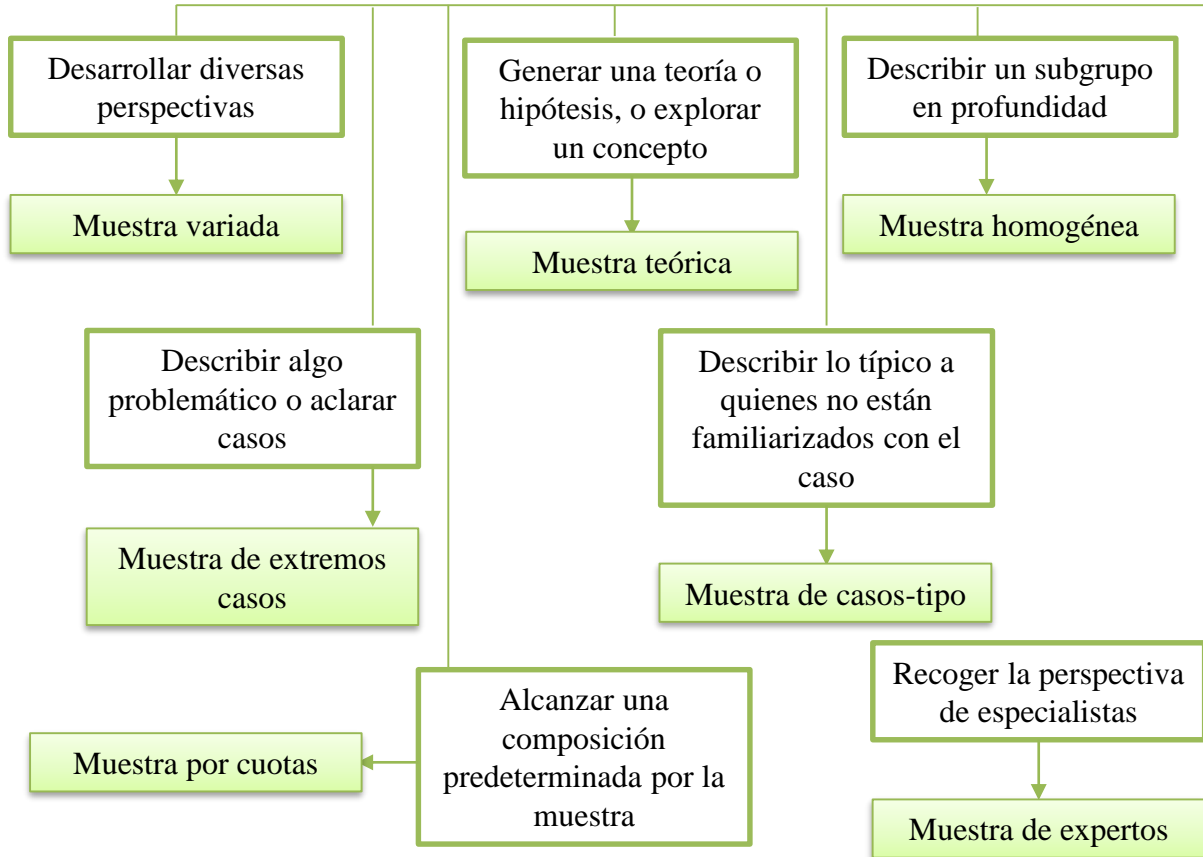 Desarrollar diversas
perspectivas
Muestra variada
Generar una teoría o
hipótesis, o explorar
un concepto
Muestra teórica
Describir un subgrupo
en profundidad
Muestra homogénea
Describir algo
problemático o aclarar
casos
Muestra de extremos
casos
Describir lo típico a
quienes no están
familiarizados con el
caso
Muestra de casos-tipo
Alcanzar una
composición
predeterminada por la
muestra
Muestra por cuotas
Recoger la perspectiva
de especialistas
Muestra de expertos